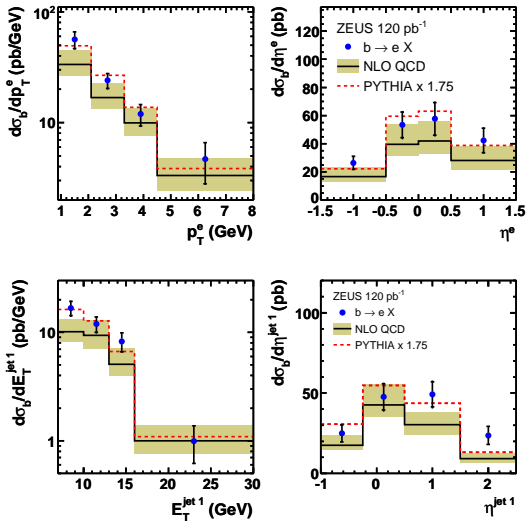 dσ_b/dp_T^e (pb/GeV)
10²
10
1 2 3 4 5 6 7 8
p_T^e (GeV)
dσ_b/dη^e (pb)
120
100
80
60
40
20
0
ZEUS 120 pb⁻¹
b → e X
NLO QCD
PYTHIA x 1.75
-1.5 -1 -0.5 0 0.5 1 1.5
η^e
dσ_b/dE_T^jet 1 (pb/GeV)
10
1
10 15 20 25 30
E_T^jet 1 (GeV)
dσ_b/dη^jet 1 (pb)
100
50
0
ZEUS 120 pb⁻¹
b → e X
NLO QCD
PYTHIA x 1.75
-1 0 1 2
η^jet 1